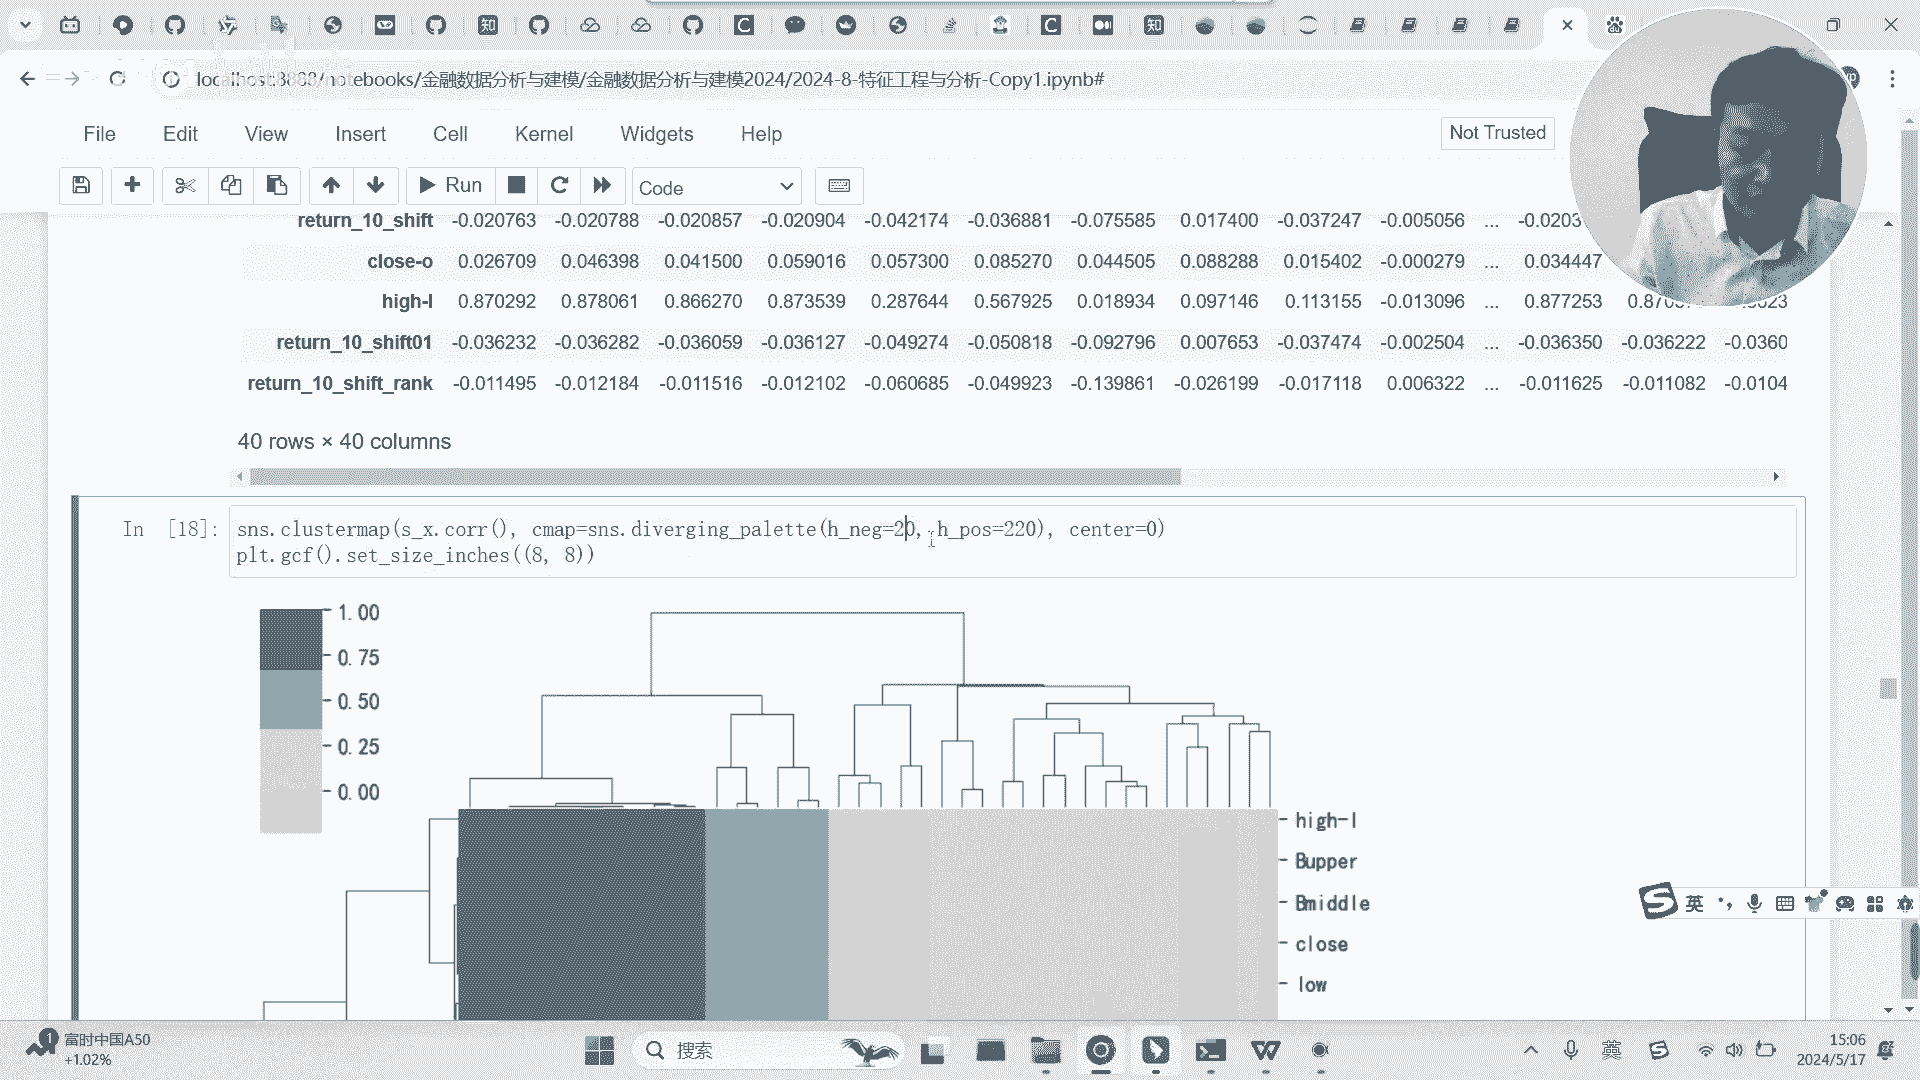 localhost:8888/notebooks/金融数据分析与建模/金融数据分析与建模2024/2024-8-特征工程与分析-Copy1.ipynb#
File Edit View Insert Cell Kernel Widgets Help
Not Trusted
Run
Code
return_10_shift -0.020763 -0.020788 -0.020857 -0.020904 -0.042174 -0.036881 -0.075585 0.017400 -0.037247 -0.005056 ...
close-o 0.026709 0.046398 0.041500 0.059016 0.057300 0.085270 0.044505 0.088288 0.015402 -0.000279 ... 0.034447
high-l 0.870292 0.878061 0.866270 0.873539 0.287644 0.567925 0.018934 0.097146 0.113155 -0.013096 ... 0.877253
return_10_shift01 -0.036232 -0.036282 -0.036059 -0.036127 -0.049274 -0.050818 -0.092796 0.007653 -0.037474 -0.002504 ... -0.036350 -0.036222 -0.0360
return_10_shift_rank -0.011495 -0.012184 -0.011516 -0.012102 -0.060685 -0.049923 -0.139861 -0.026199 -0.017118 0.006322 ... -0.011625 -0.011082 -0.0104
40 rows × 40 columns
In [18]: sns.clustermap(s_x.corr(), cmap=sns.diverging_palette(h_neg=20, h_pos=220), center=0)
plt.gcf().set_size_inches((8, 8))
1.00
0.75
0.50
0.25
0.00
high-l
Bupper
Bmiddle
close
low
英
富时中国A50
+1.02%
搜索
英
15:06
2024/5/17